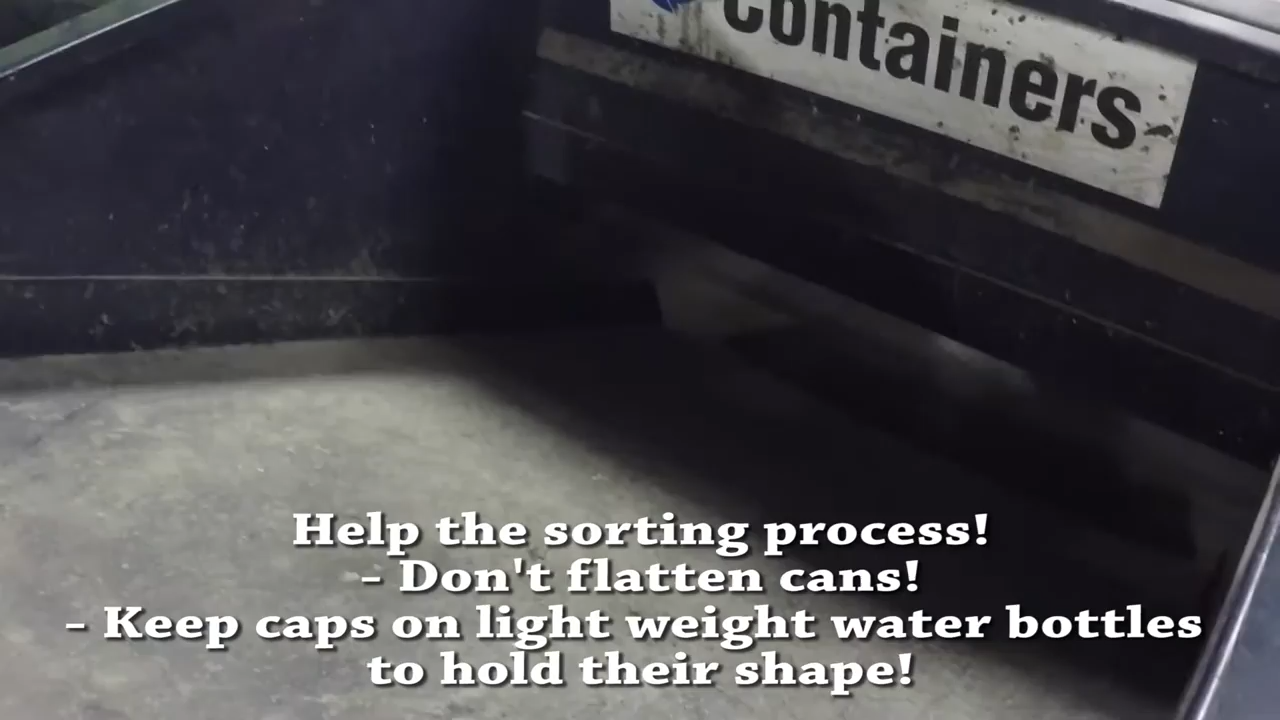 Containers
Help the sorting process!
- Don't flatten cans!
- Keep caps on light weight water bottles
to hold their shape!